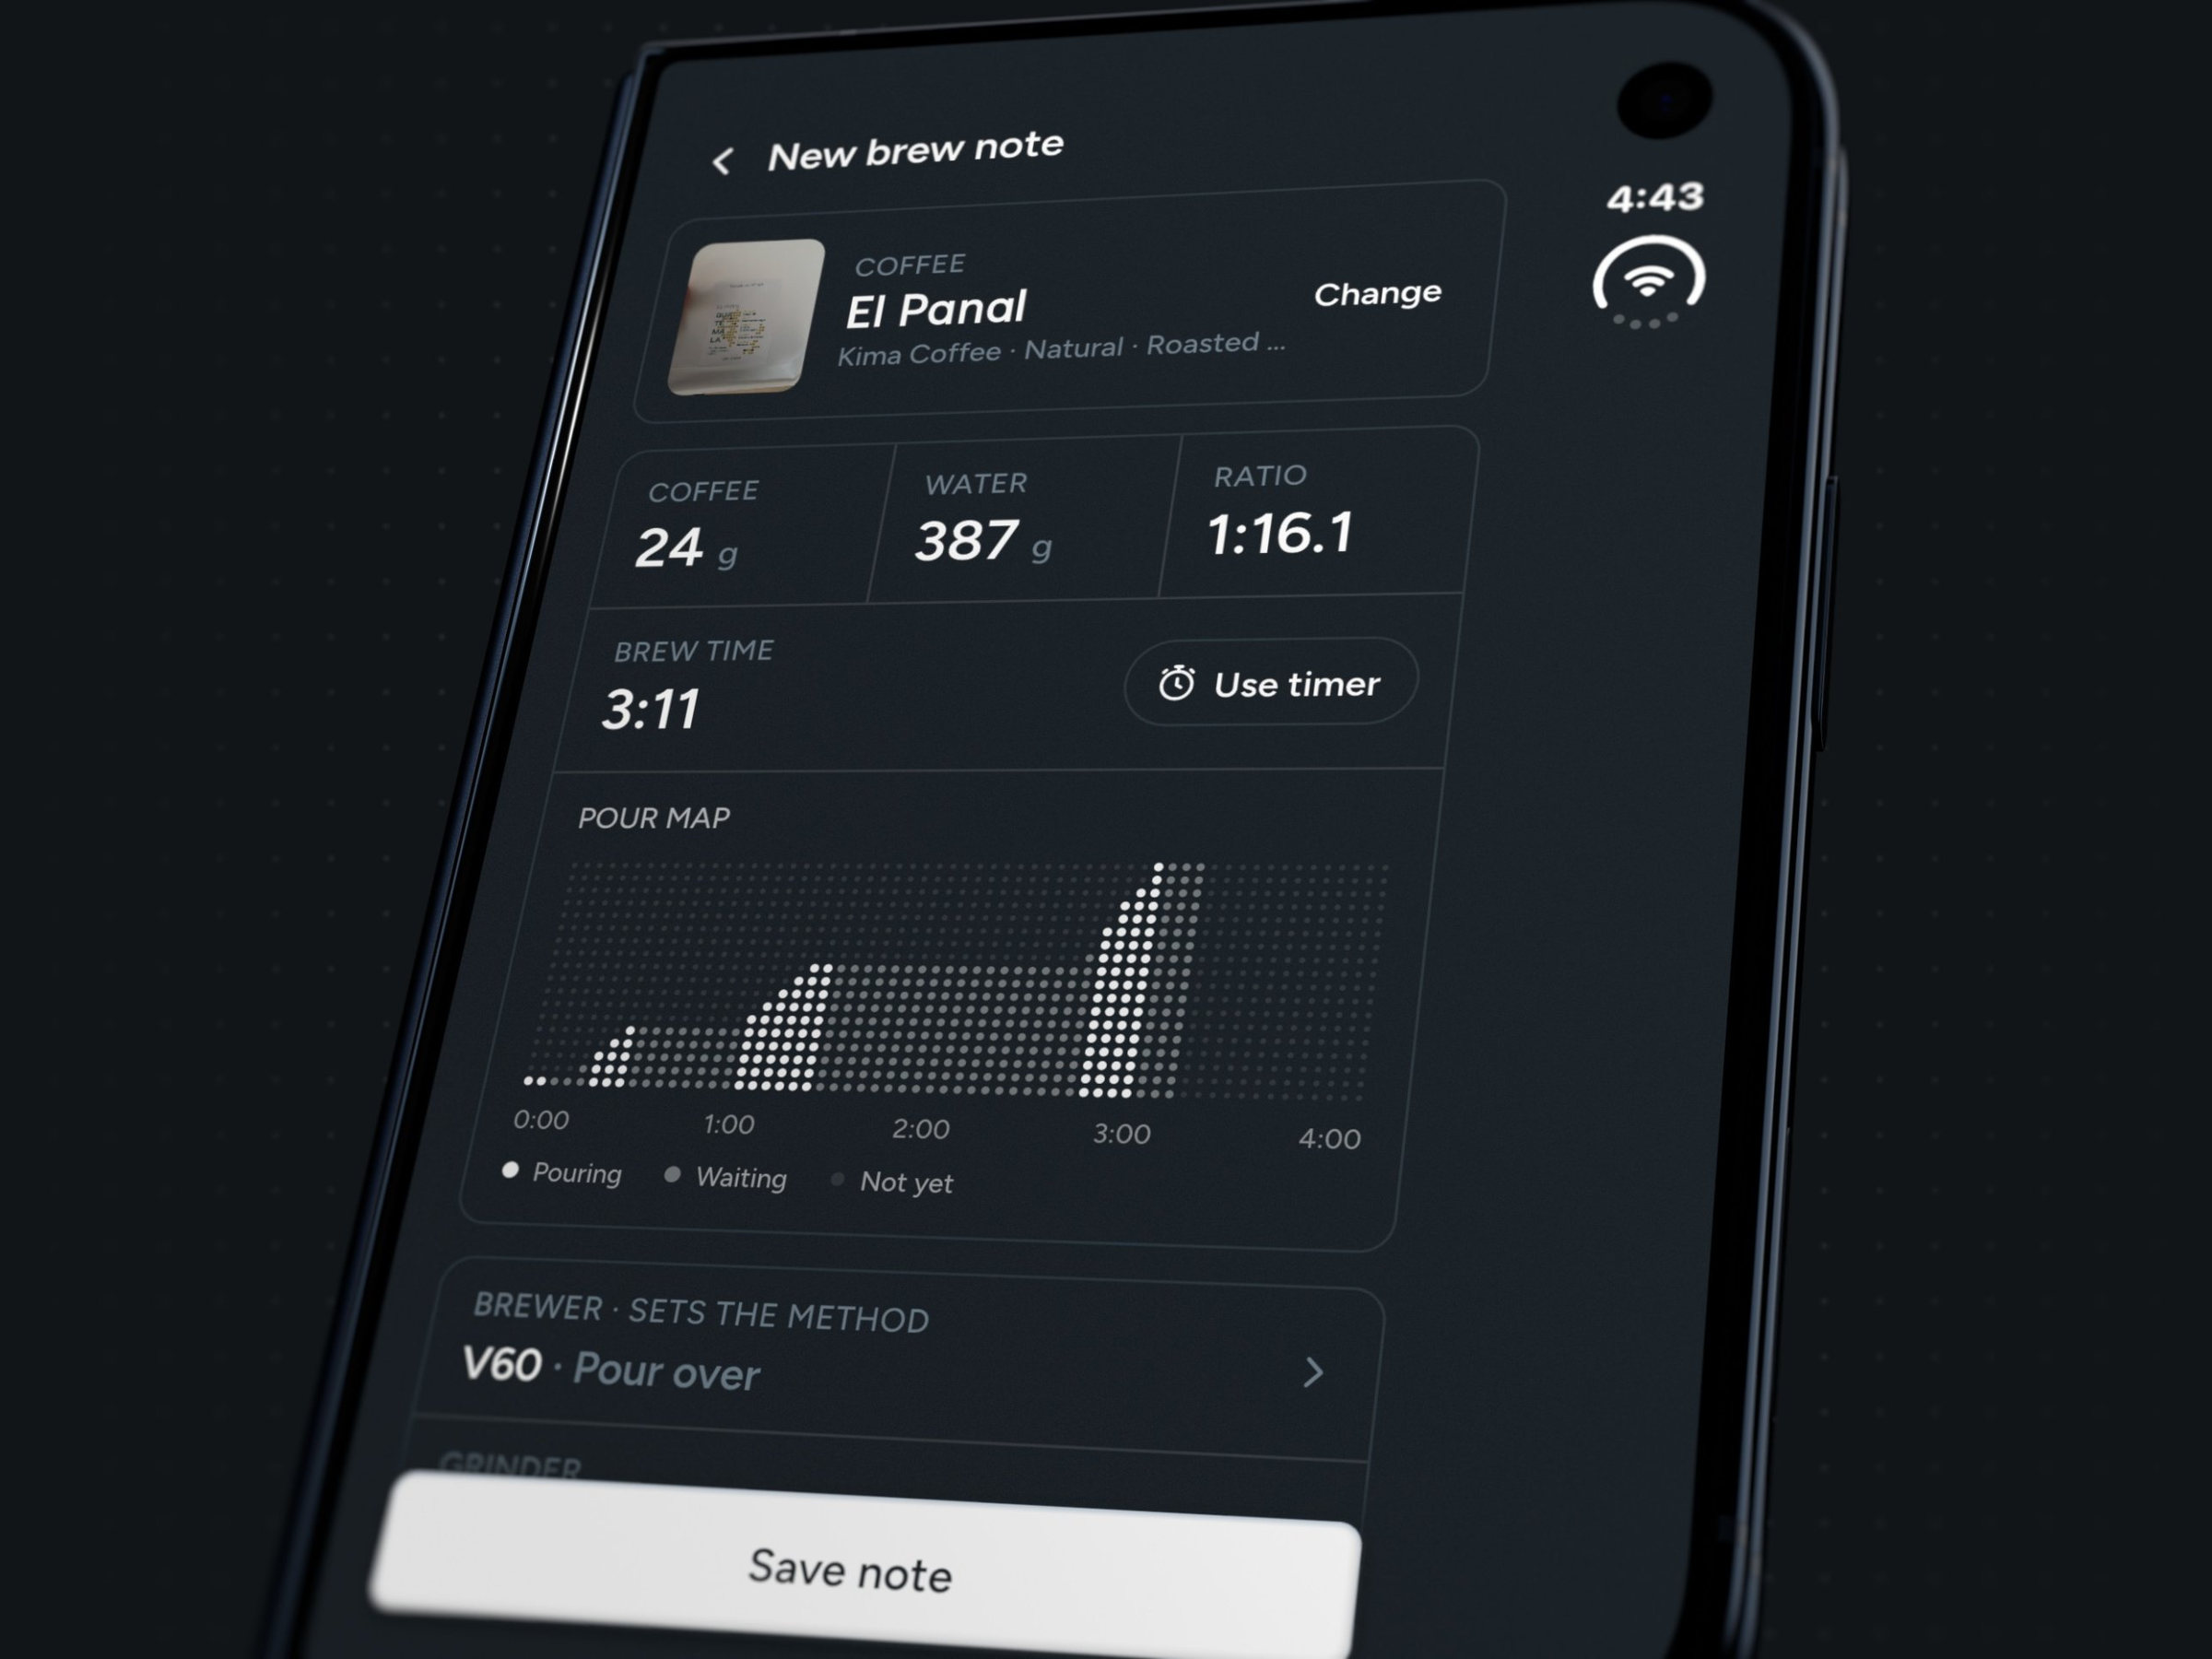 New brew note
4:43
COFFEE
El Panal
Kima Coffee · Natural · Roasted ...
Change
COFFEE
24 g
WATER
387 g
RATIO
1:16.1
BREW TIME
3:11
Use timer
POUR MAP
0:00 1:00 2:00 3:00 4:00
Pouring Waiting Not yet
BREWER · SETS THE METHOD
V60 · Pour over
GRINDER
Save note